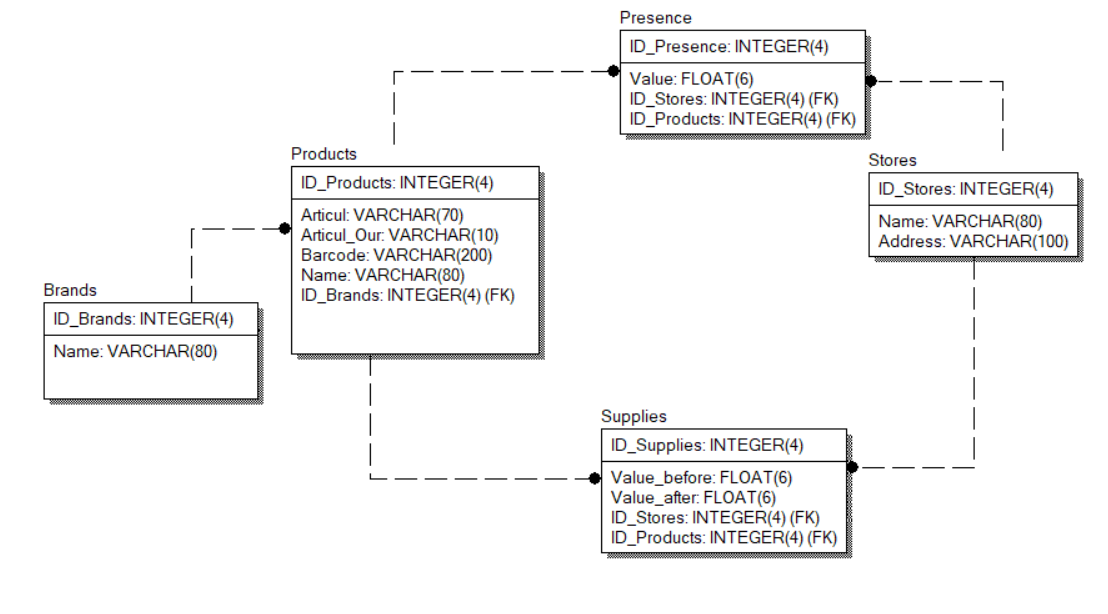 Presence
ID_Presence: INTEGER(4)
Value: FLOAT(6)
ID_Stores: INTEGER(4) (FK)
ID_Products: INTEGER(4) (FK)
Products
ID_Products: INTEGER(4)
Articul: VARCHAR(70)
Articul_Our: VARCHAR(10)
Barcode: VARCHAR(200)
Name: VARCHAR(80)
ID_Brands: INTEGER(4) (FK)
Stores
ID_Stores: INTEGER(4)
Name: VARCHAR(80)
Address: VARCHAR(100)
Brands
ID_Brands: INTEGER(4)
Name: VARCHAR(80)
Supplies
ID_Supplies: INTEGER(4)
Value_before: FLOAT(6)
Value_after: FLOAT(6)
ID_Stores: INTEGER(4) (FK)
ID_Products: INTEGER(4) (FK)